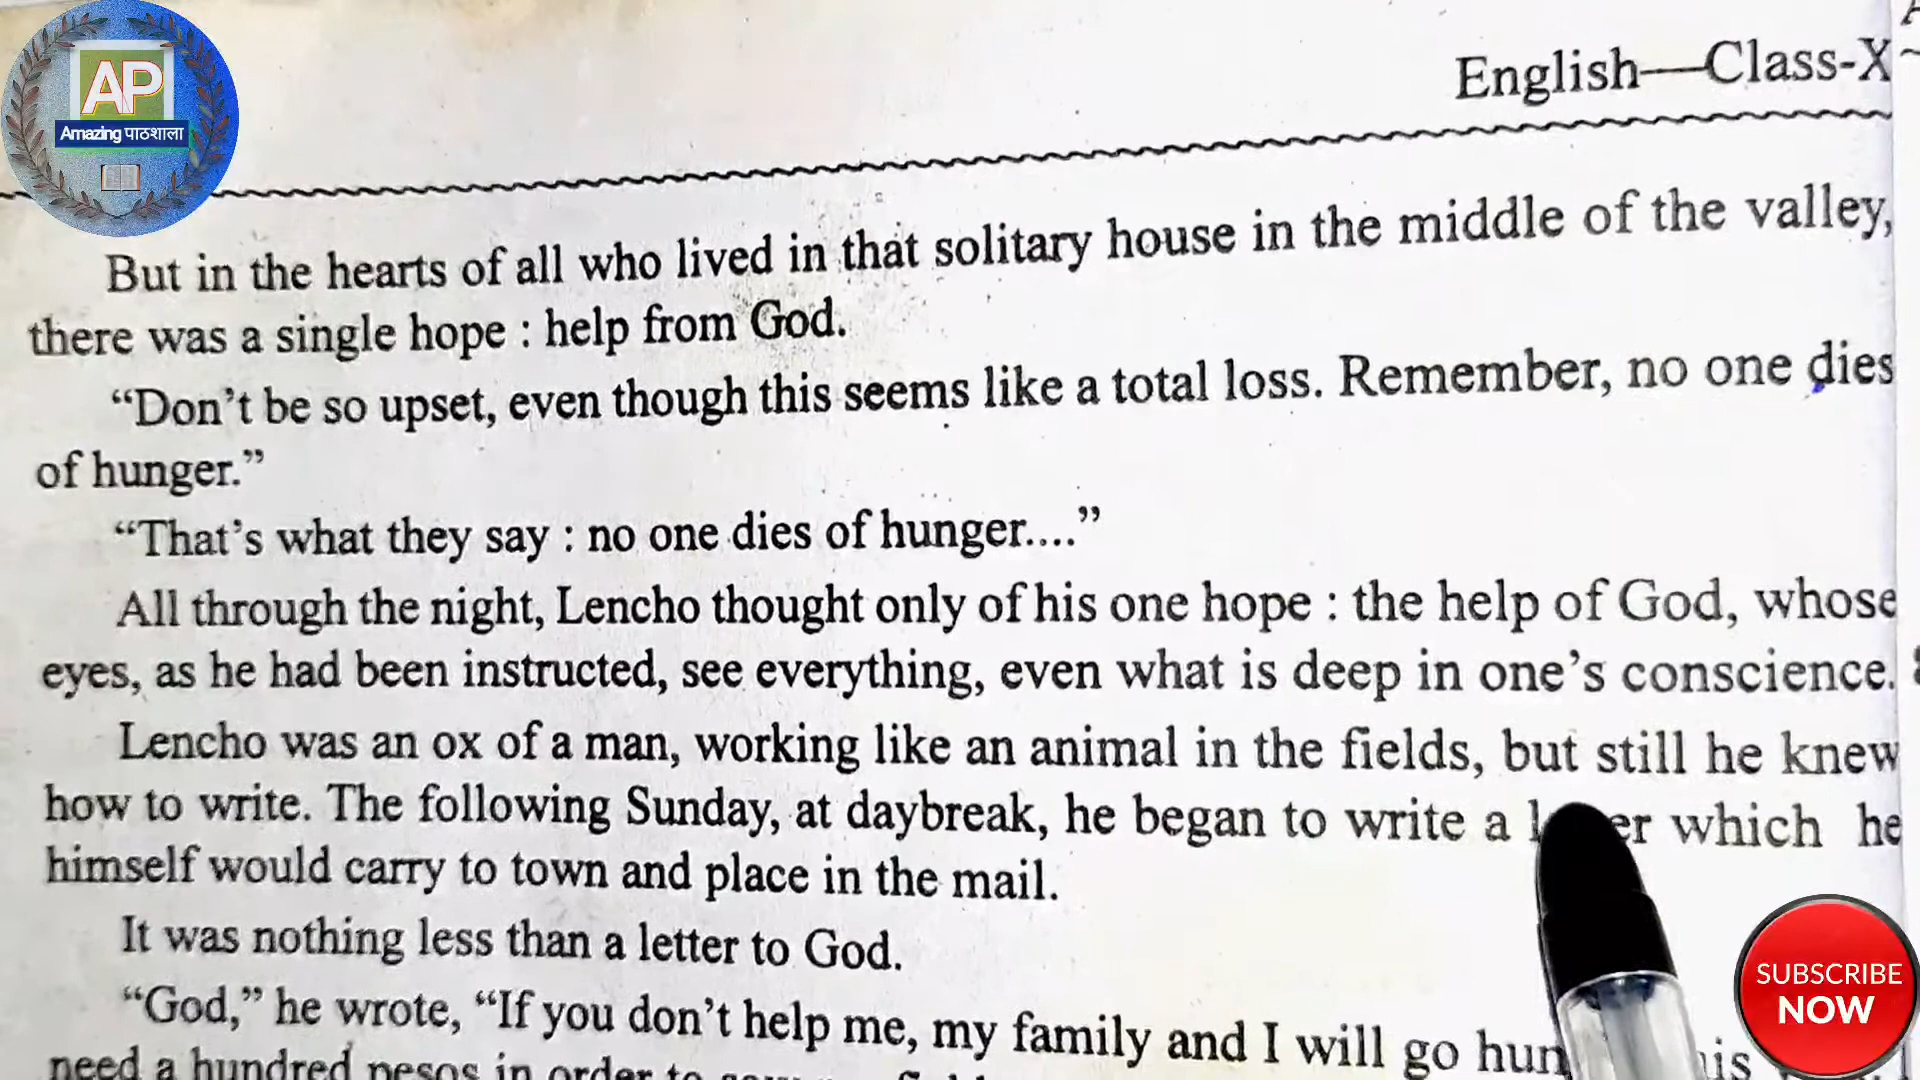 AP
Amazing पाठशाला
English—Class-X
But in the hearts of all who lived in that solitary house in the middle of the valley,
there was a single hope : help from God.
“Don’t be so upset, even though this seems like a total loss. Remember, no one dies
of hunger.”
“That’s what they say : no one dies of hunger....”
All through the night, Lencho thought only of his one hope : the help of God, whose
eyes, as he had been instructed, see everything, even what is deep in one’s conscience.
Lencho was an ox of a man, working like an animal in the fields, but still he knew
how to write. The following Sunday, at daybreak, he began to write a which he
himself would carry to town and place in the mail.
It was nothing less than a letter to God.
“God,” he wrote, “If you don’t help me, my family and I will go
need a hundred pesos in order to
SUBSCRIBE
NOW